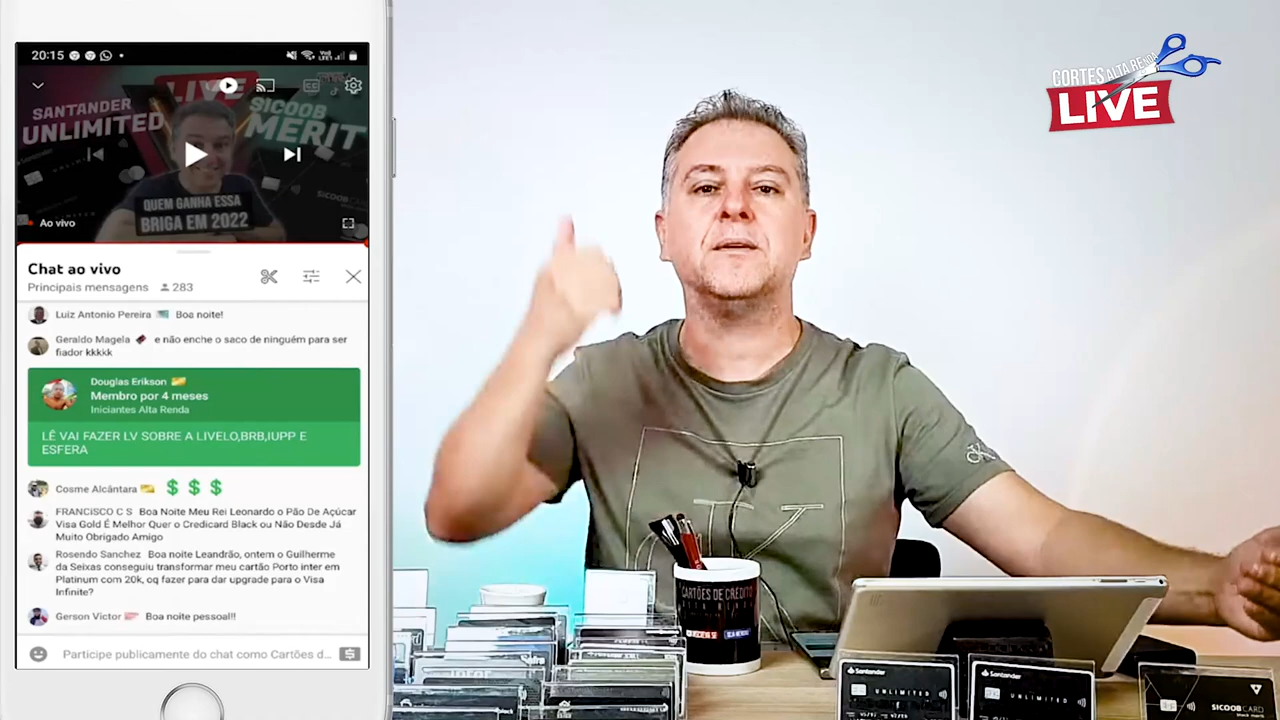 20:15
SANTANDER
UNLIMITED
LIVE
SICOOB
MERIT
QUEM GANHA ESSA
BRIGA EM 2022
Ao vivo
Chat ao vivo
Principais mensagens 283
Luiz Antonio Pereira Boa noite!
Geraldo Magela e não enche o saco de ninguém para ser
fiador kkkkk
Douglas Erikson
Membro por 4 meses
Iniciantes Alta Renda
LÊ VAI FAZER LV SOBRE A LIVELO,BRB,IUPP E
ESFERA
Cosme Alcântara 💲 💲 💲
FRANCiSCO C S Boa Noite Meu Rei Leonardo o Pão De Açúcar
Visa Gold É Melhor Quer o Credicard Black ou Não Desde Já
Muito Obrigado Amigo
Rosendo Sanchez Boa noite Leandrão, ontem o Guilherme
da Seixas conseguiu transformar meu cartão Porto inter em
Platinum com 20k, oq fazer para dar upgrade para o Visa
Infinite?
Gerson Victor Boa noite pessoal!!
Participe publicamente do chat como Cartões d...
CORTES ALTA RENDA
LIVE
CARTÕES DE CRÉDITO
ALTA RENDA
Santander
UNLIMITED
Santander
UNLIMITED
SICOOBCARD